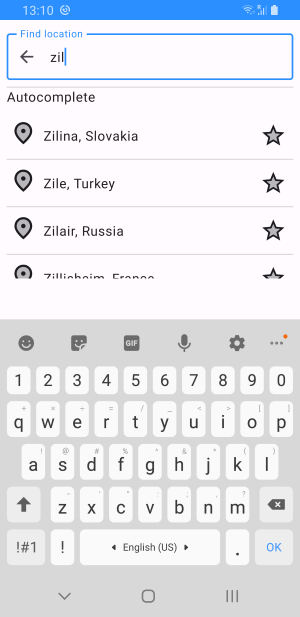 13:10
Find location
zil
Autocomplete
Zilina, Slovakia
Zile, Turkey
Zilair, Russia
Zillisheim, France
GIF
1 2 3 4 5 6 7 8 9 0
q w e r t y u i o p
a s d f g h j k l
z x c v b n m
!#1 ! English (US) . OK